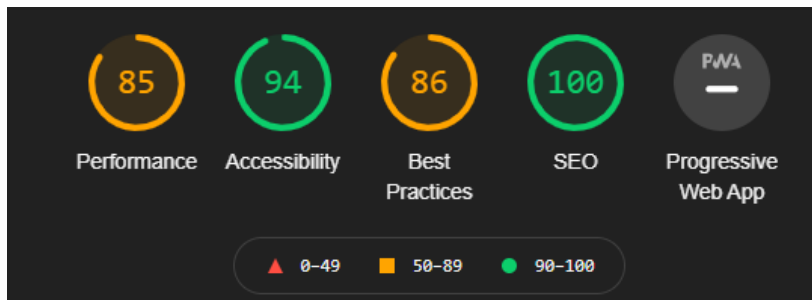 85
94
86
100
PWA
Performance
Accessibility
Best
Practices
SEO
Progressive
Web App
0–49
50–89
90–100